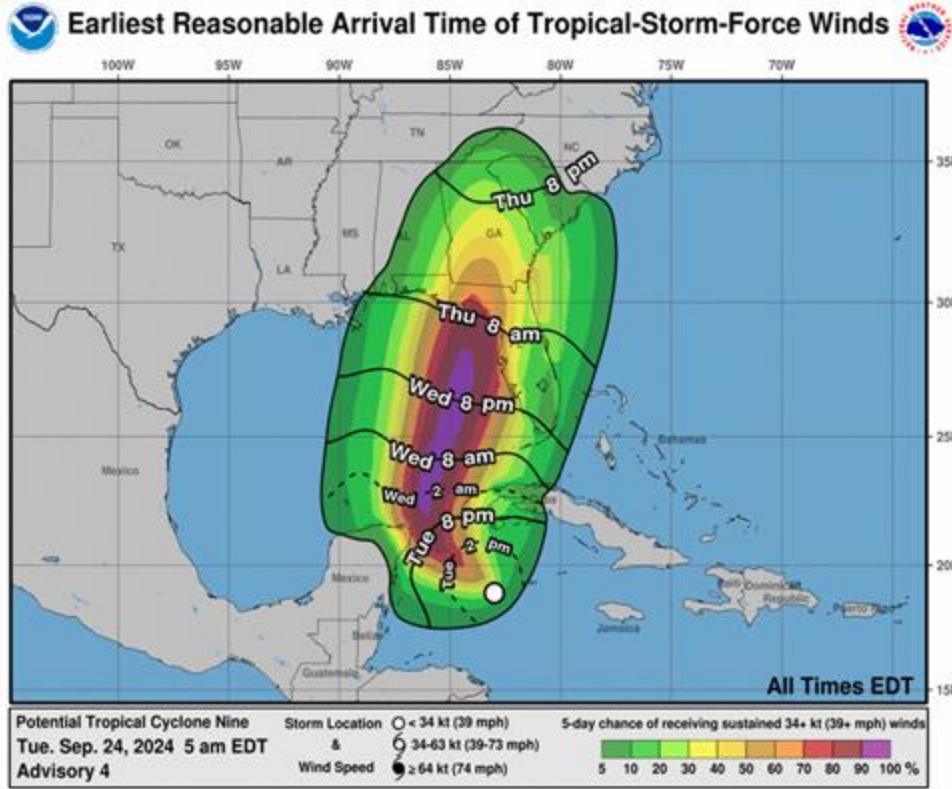 Earliest Reasonable Arrival Time of Tropical-Storm-Force Winds
100W 95W 90W 85W 80W 75W 70W
TN
OK
NC
AR
35
Thu 8 pm
MS
AL
GA
TX
LA
30
Thu 8 am
Wed 8 pm
25
Bahamas
Wed 8 am
Mexico
Wed 2 am
8 pm
Tue
2 pm
Tue
20
Mexico
Haiti Dominican
Republic
Puerto Rico
Jamaica
Belize
Guatemala
All Times EDT
15
Potential Tropical Cyclone Nine
Tue. Sep. 24, 2024 5 am EDT
Advisory 4
Storm Location
&
Wind Speed
< 34 kt (39 mph)
34-63 kt (39-73 mph)
≥ 64 kt (74 mph)
5-day chance of receiving sustained 34+ kt (39+ mph) winds
5 10 20 30 40 50 60 70 80 90 100 %